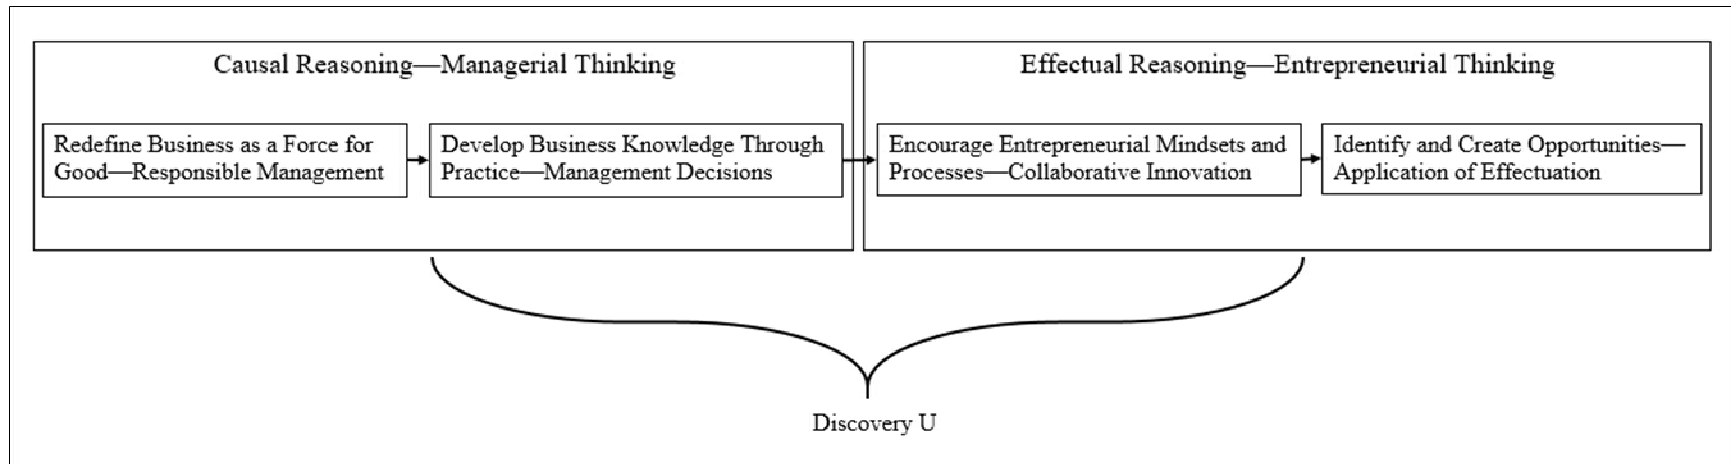 Causal Reasoning—Managerial Thinking
Redefine Business as a Force for
Good—Responsible Management
Develop Business Knowledge Through
Practice—Management Decisions
Effectual Reasoning—Entrepreneurial Thinking
Encourage Entrepreneurial Mindsets and
Processes—Collaborative Innovation
Identify and Create Opportunities—
Application of Effectuation
Discovery U